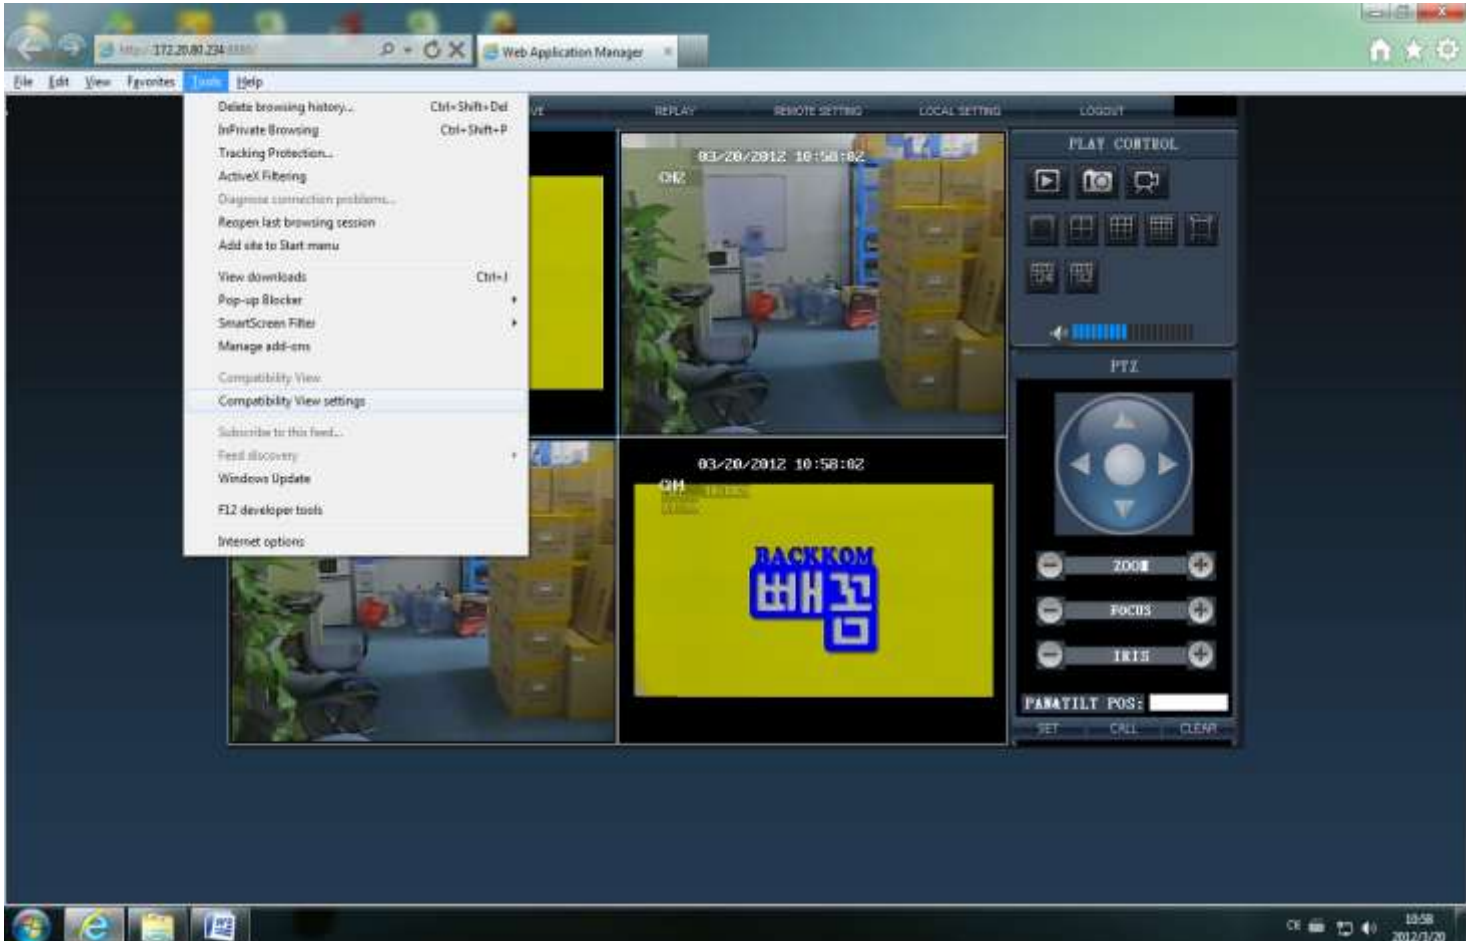 172.20.80.234
Web Application Manager
File Edit View Favorites Tools Help
Delete browsing history... Ctrl+Shift+Del
InPrivate Browsing Ctrl+Shift+P
Tracking Protection...
ActiveX Filtering
Diagnose connection problems...
Reopen last browsing session
Add site to Start menu
View downloads Ctrl+J
Pop-up Blocker
SmartScreen Filter
Manage add-ons
Compatibility View
Compatibility View settings
Subscribe to this feed...
Feed discovery
Windows Update
F12 developer tools
Internet options
REPLAY REMOTE SETTING LOCAL SETTING LOGOUT
03/20/2012 10:58:02
CH2
03/20/2012 10:58:02
CH4
BACKKOM
빼꼼
PLAY CONTROL
PTZ
ZOOM
FOCUS
IRIS
PAN&TILT POS:
SET CALL CLEAR
10:58
2012/3/20